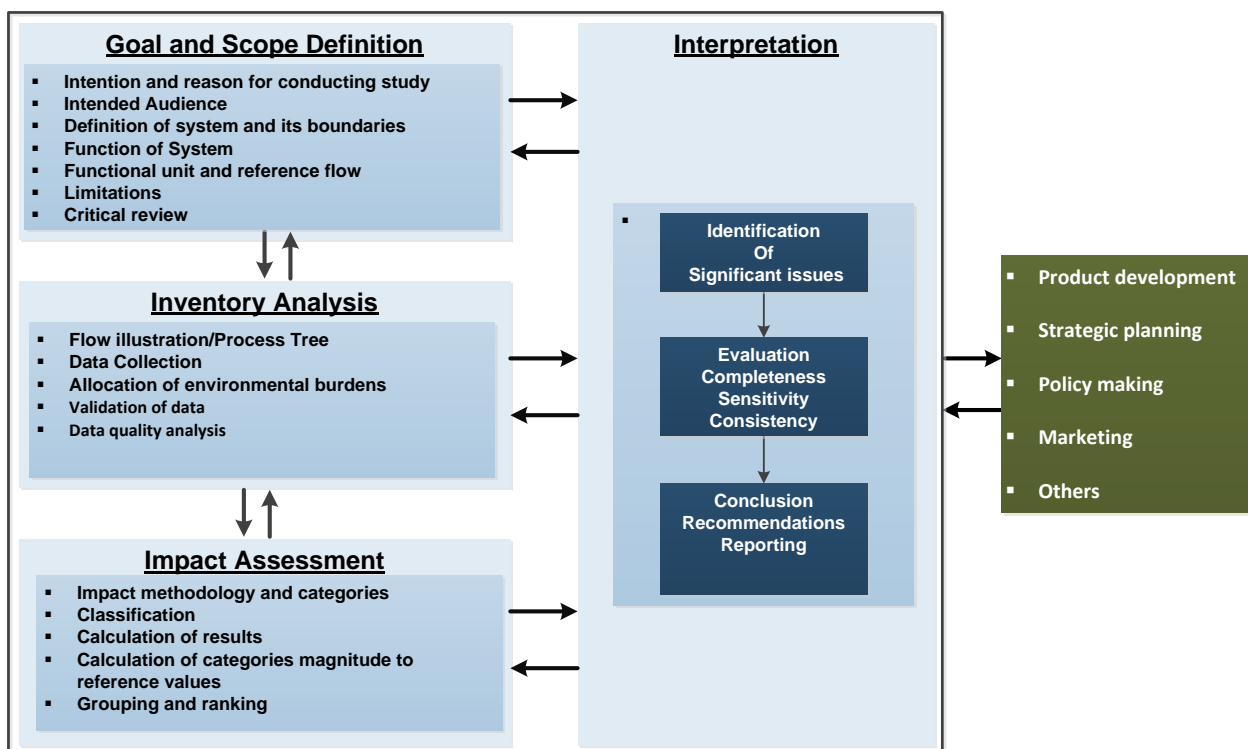 Goal and Scope Definition
▪ Intention and reason for conducting study
▪ Intended Audience
▪ Definition of system and its boundaries
▪ Function of System
▪ Functional unit and reference flow
▪ Limitations
▪ Critical review
Inventory Analysis
▪ Flow illustration/Process Tree
▪ Data Collection
▪ Allocation of environmental burdens
▪ Validation of data
▪ Data quality analysis
Impact Assessment
▪ Impact methodology and categories
▪ Classification
▪ Calculation of results
▪ Calculation of categories magnitude to
reference values
▪ Grouping and ranking
Interpretation
▪
Identification
Of
Significant issues
Evaluation
Completeness
Sensitivity
Consistency
Conclusion
Recommendations
Reporting
▪ Product development
▪ Strategic planning
▪ Policy making
▪ Marketing
▪ Others